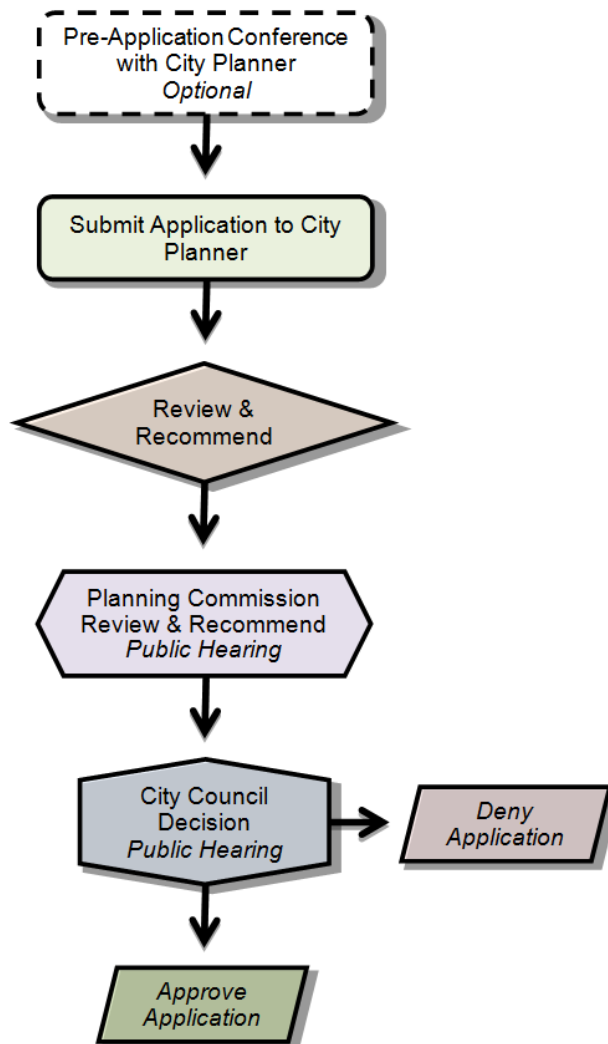 Pre-Application Conference
with City Planner
Optional
Submit Application to City
Planner
Review &
Recommend
Planning Commission
Review & Recommend
Public Hearing
City Council
Decision
Public Hearing
Deny
Application
Approve
Application